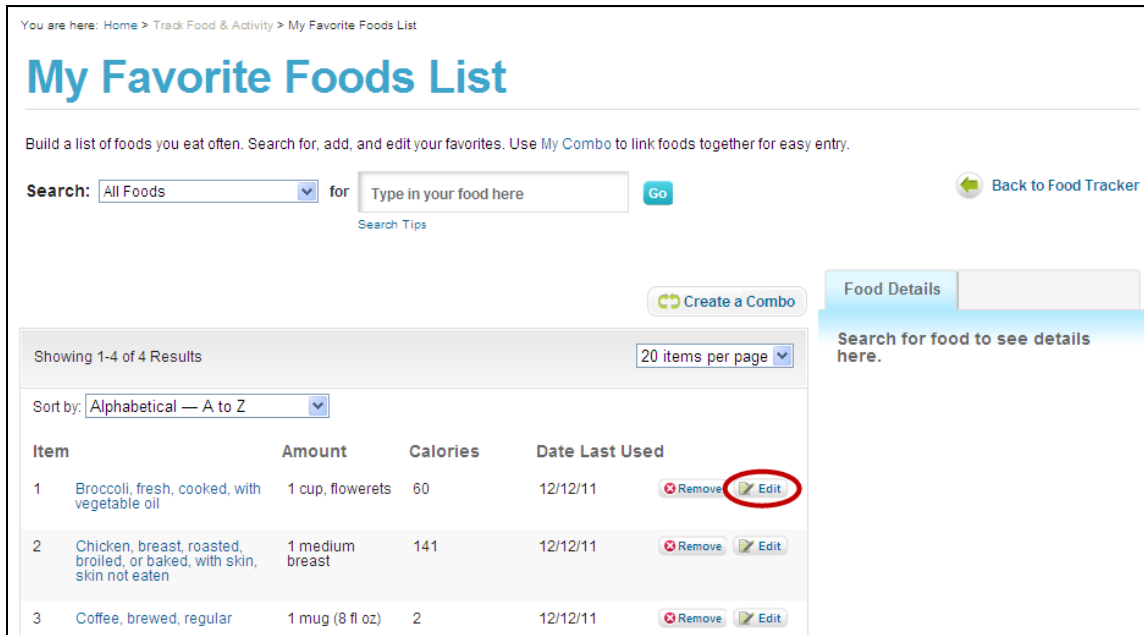 You are here: Home > Track Food & Activity > My Favorite Foods List
My Favorite Foods List
Build a list of foods you eat often. Search for, add, and edit your favorites. Use My Combo to link foods together for easy entry.
Search: All Foods for Type in your food here Go Back to Food Tracker
Search Tips
Create a Combo
Food Details
Search for food to see details
here.
Showing 1-4 of 4 Results 20 items per page
Sort by: Alphabetical — A to Z
Item Amount Calories Date Last Used
1 Broccoli, fresh, cooked, with 1 cup, flowerets 60 12/12/11 Remove Edit
vegetable oil
2 Chicken, breast, roasted, 1 medium 141 12/12/11 Remove Edit
broiled, or baked, with skin, breast
skin not eaten
3 Coffee, brewed, regular 1 mug (8 fl oz) 2 12/12/11 Remove Edit